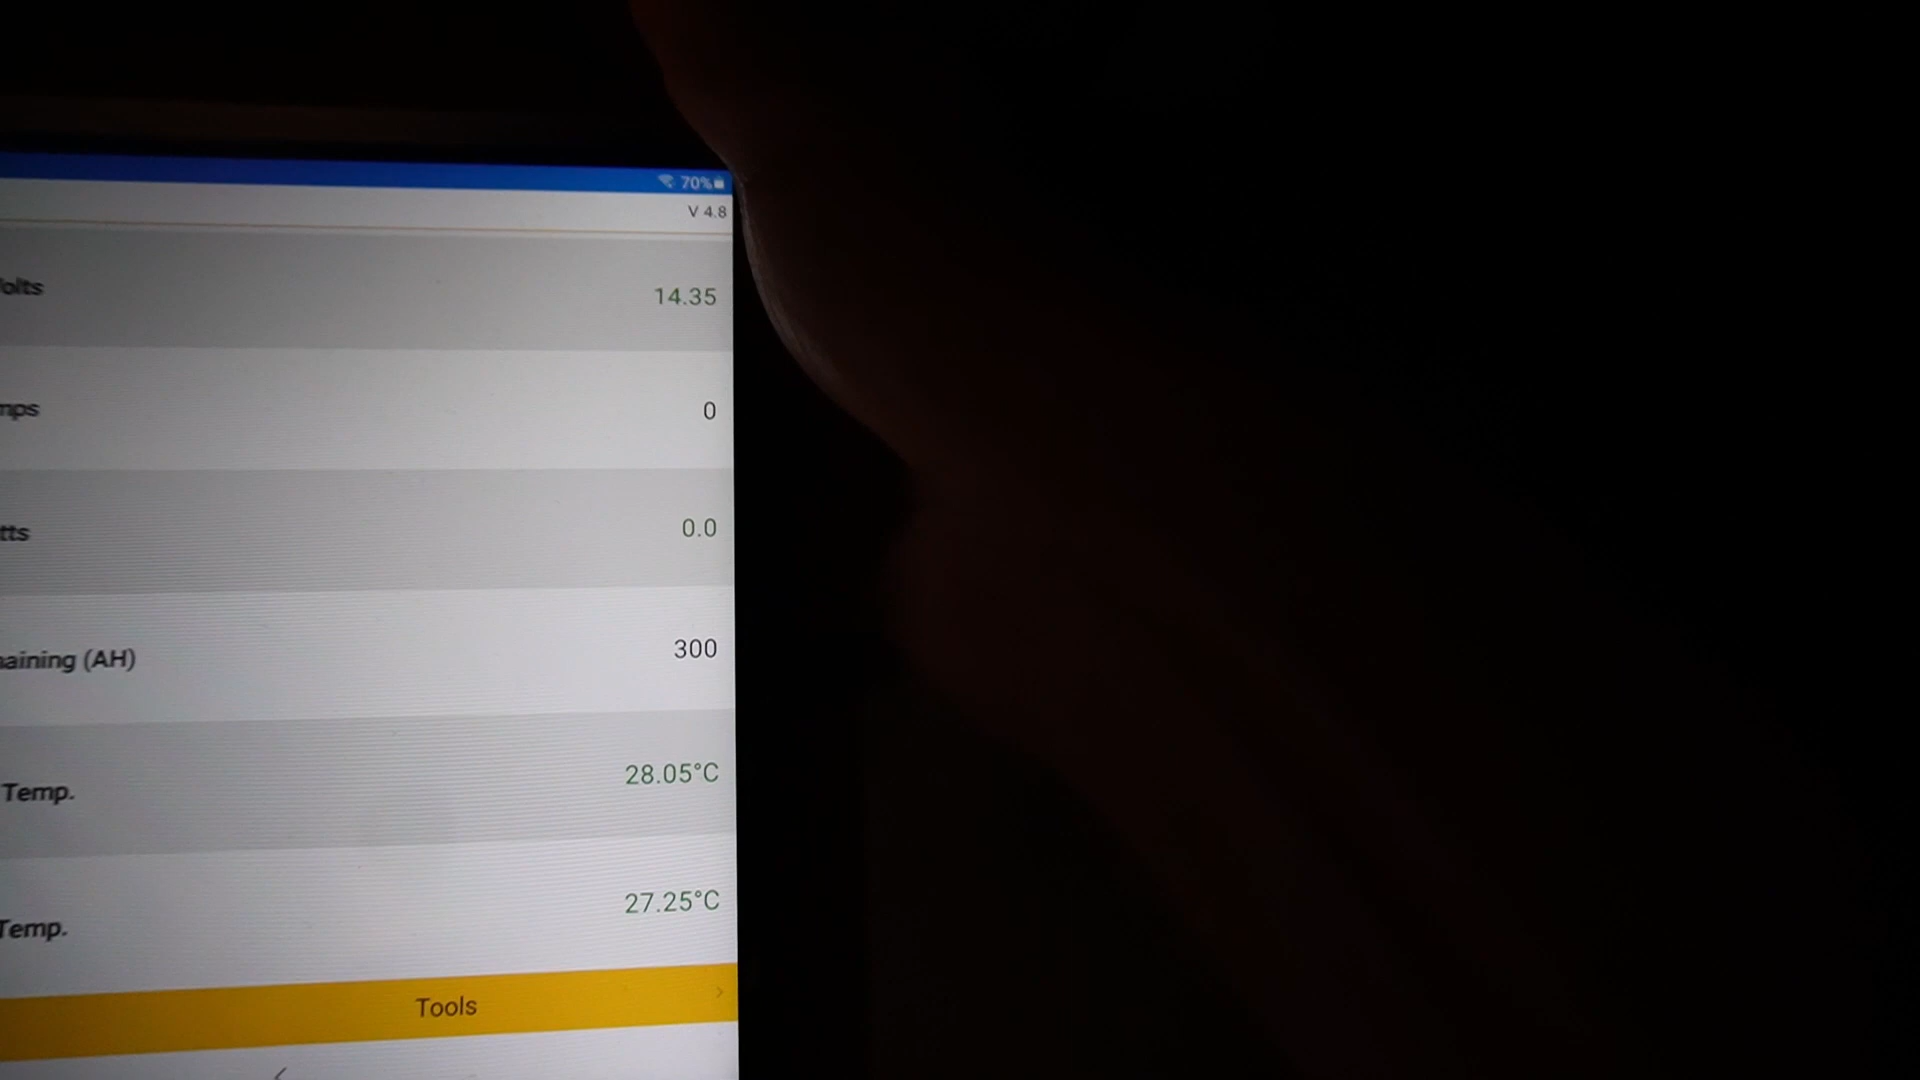 70%
V 4.8
olts 14.35
mps 0
tts 0.0
aining (AH) 300
Temp. 28.05°C
Temp. 27.25°C
Tools